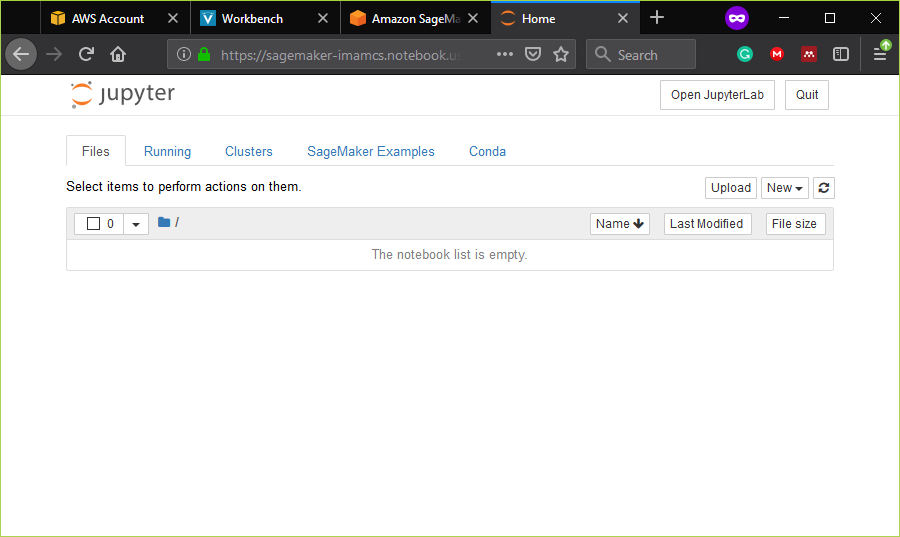 AWS Account Workbench Amazon SageMa Home
https://sagemaker-imamcs.notebook.us Search
jupyter Open JupyterLab Quit
Files Running Clusters SageMaker Examples Conda
Select items to perform actions on them. Upload New
0 / Name Last Modified File size
The notebook list is empty.